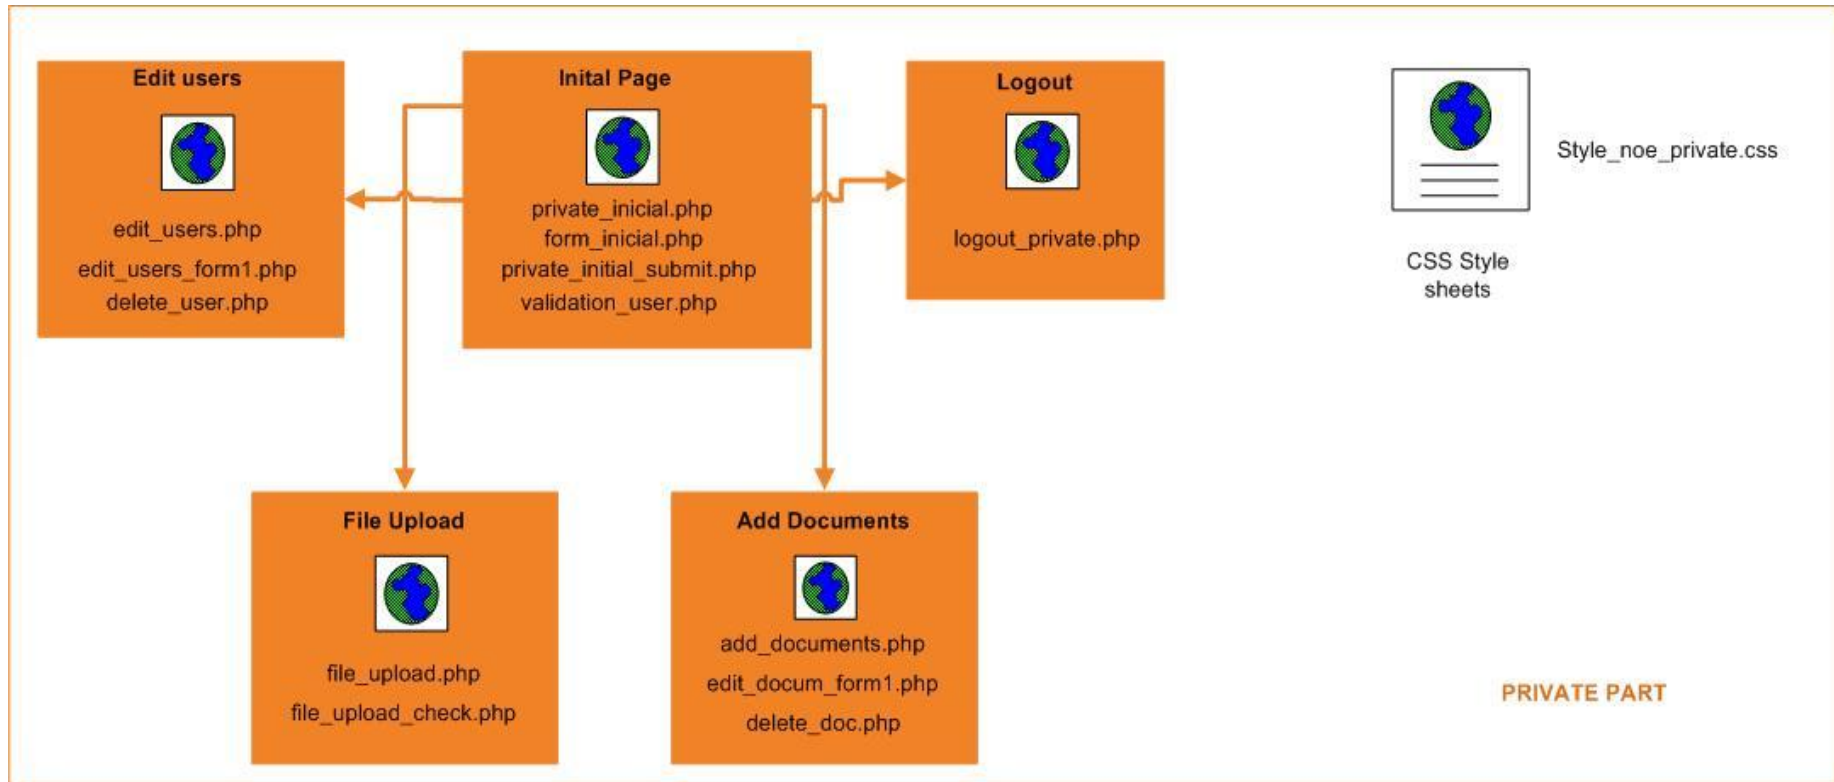 Edit users
edit_users.php
edit_users_form1.php
delete_user.php
Inital Page
private_inicial.php
form_inicial.php
private_initial_submit.php
validation_user.php
Logout
logout_private.php
Style_noe_private.css
CSS Style
sheets
File Upload
file_upload.php
file_upload_check.php
Add Documents
add_documents.php
edit_docum_form1.php
delete_doc.php
PRIVATE PART